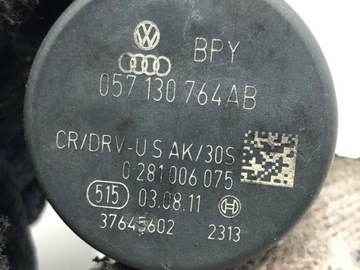 BPY
057 130 764AB
CR/DRV-U S AK/30S
0 281 006 075
515 03.08.11
37645602 2313